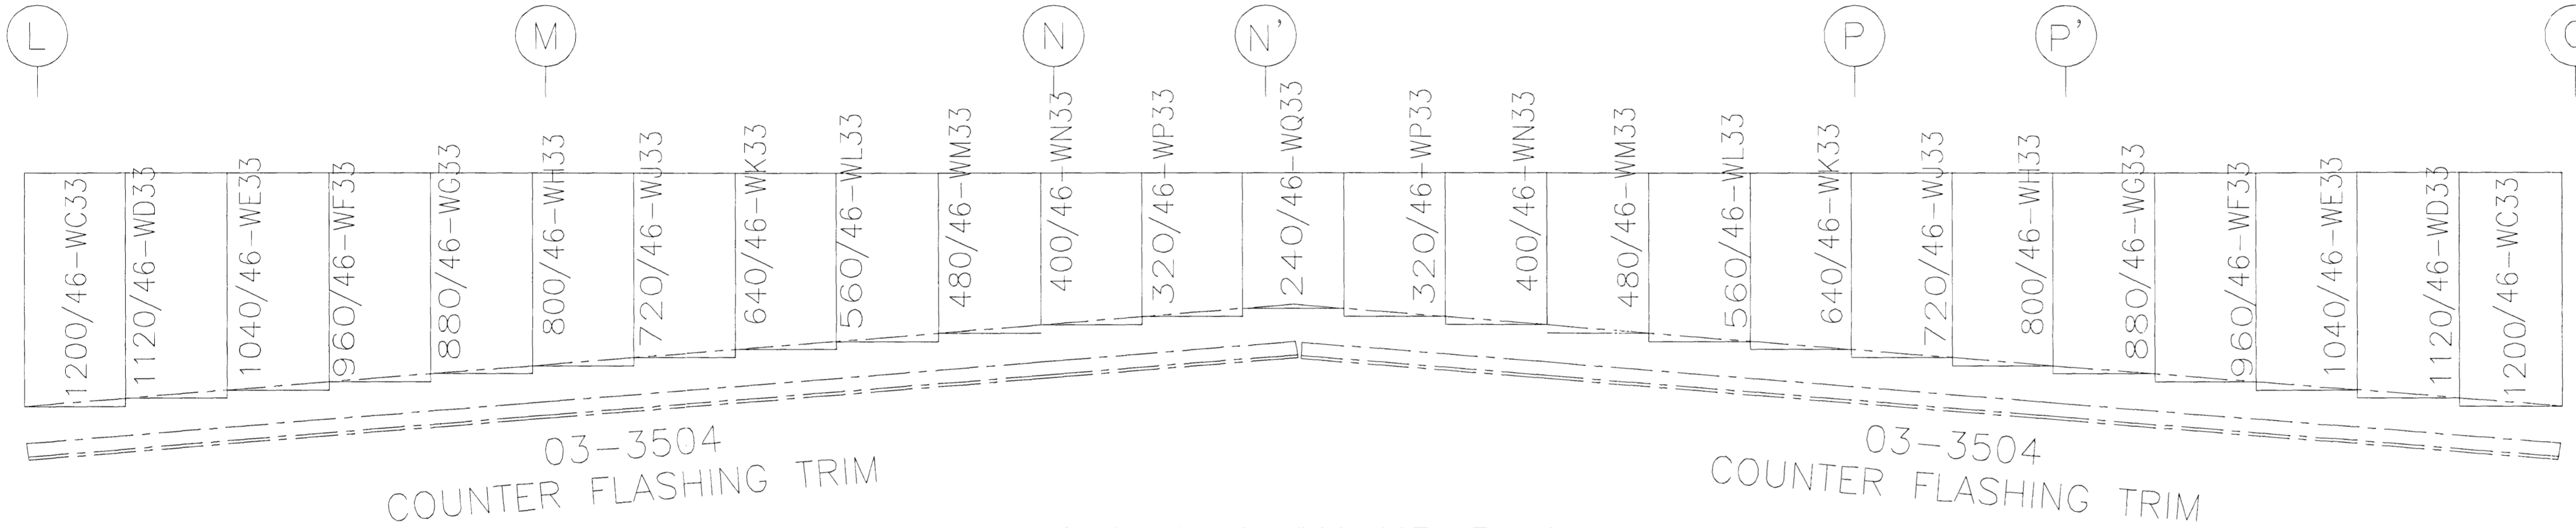 L
M
N
N'
P
P'
1200/46-WC33
1120/46-WD33
1040/46-WE33
960/46-WF33
880/46-WG33
800/46-WH33
720/46-WJ33
640/46-WK33
560/46-WL33
480/46-WM33
400/46-WN33
320/46-WP33
240/46-WQ33
320/46-WP33
400/46-WN33
480/46-WM33
560/46-WL33
640/46-WK33
720/46-WJ33
800/46-WH33
880/46-WG33
960/46-WF33
1040/46-WE33
1120/46-WD33
1200/46-WC33
03-3504
COUNTER FLASHING TRIM
03-3504
COUNTER FLASHING TRIM